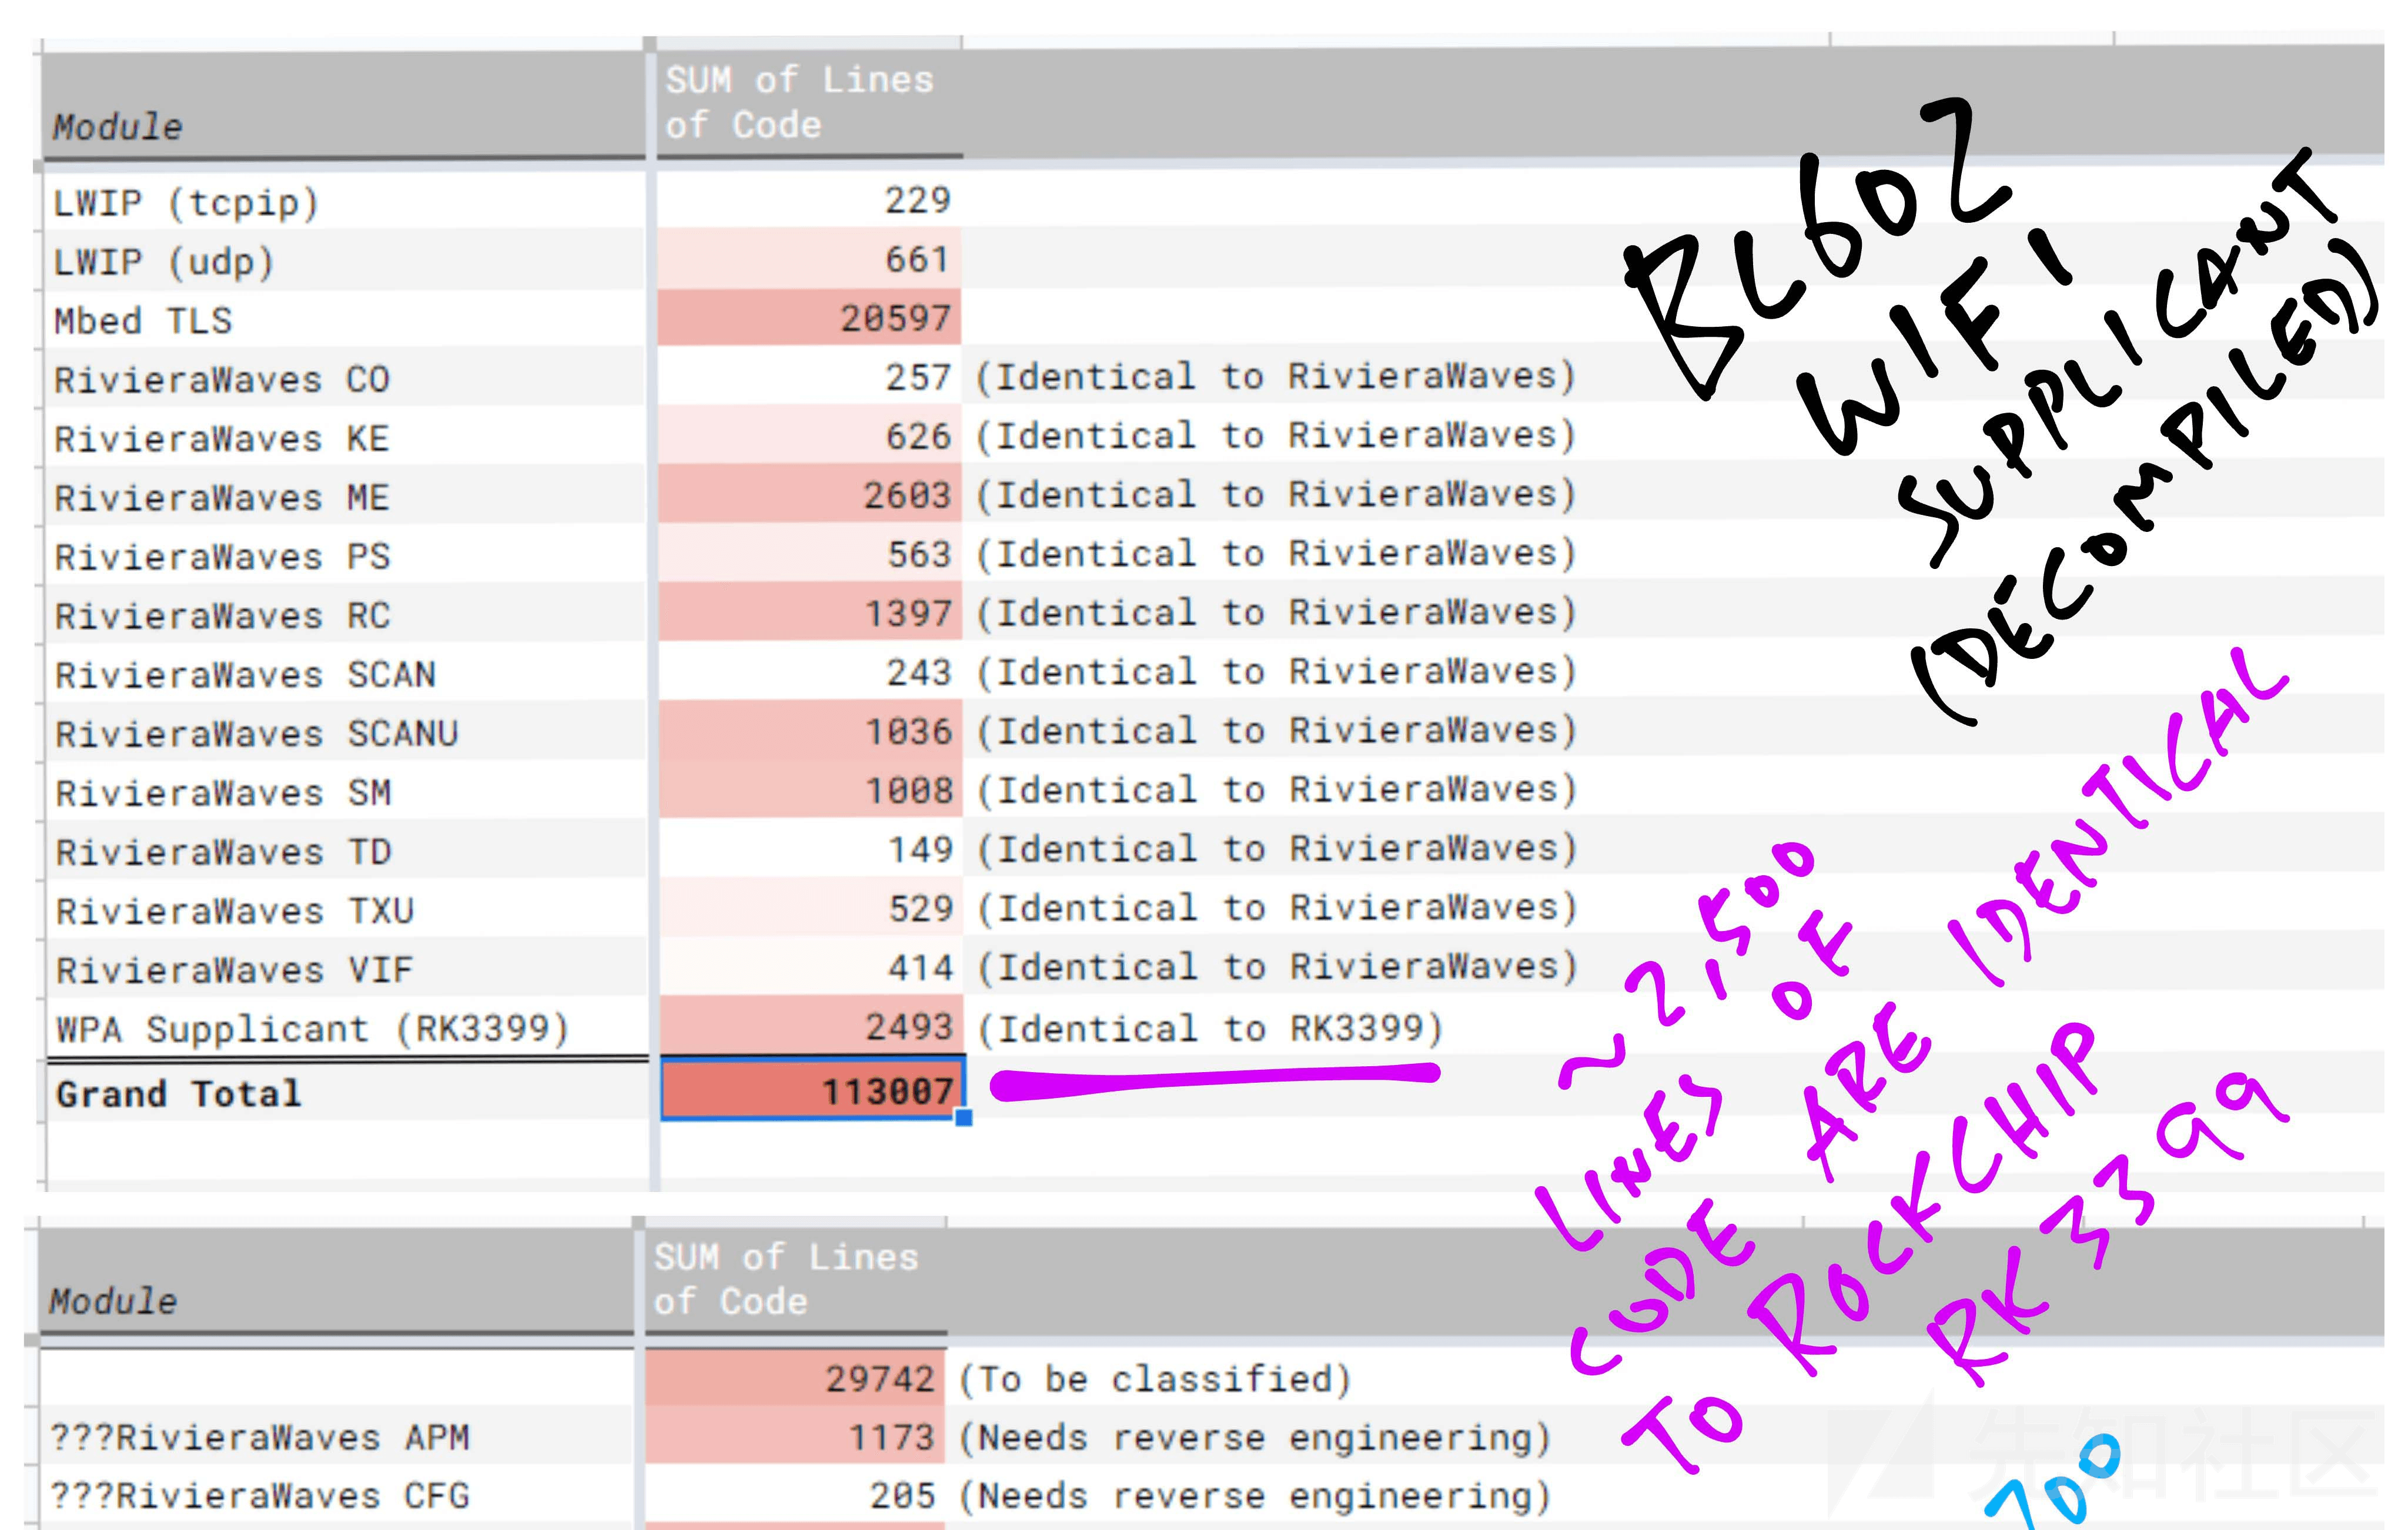 Module SUM of Lines of Code
LWIP (tcpip) 229
LWIP (udp) 661
Mbed TLS 20597
RivieraWaves CO 257 (Identical to RivieraWaves)
RivieraWaves KE 626 (Identical to RivieraWaves)
RivieraWaves ME 2603 (Identical to RivieraWaves)
RivieraWaves PS 563 (Identical to RivieraWaves)
RivieraWaves RC 1397 (Identical to RivieraWaves)
RivieraWaves SCAN 243 (Identical to RivieraWaves)
RivieraWaves SCANU 1036 (Identical to RivieraWaves)
RivieraWaves SM 1008 (Identical to RivieraWaves)
RivieraWaves TD 149 (Identical to RivieraWaves)
RivieraWaves TXU 529 (Identical to RivieraWaves)
RivieraWaves VIF 414 (Identical to RivieraWaves)
WPA Supplicant (RK3399) 2493 (Identical to RK3399)
Grand Total 113007
BL602
WIFI
SUPPLICANT
(DECOMPILED)
~2,500
LINES OF
CODE ARE IDENTICAL
TO ROCKCHIP
RK3399
Module SUM of Lines of Code
29742 (To be classified)
???RivieraWaves APM 1173 (Needs reverse engineering)
???RivieraWaves CFG 205 (Needs reverse engineering)
先知社区